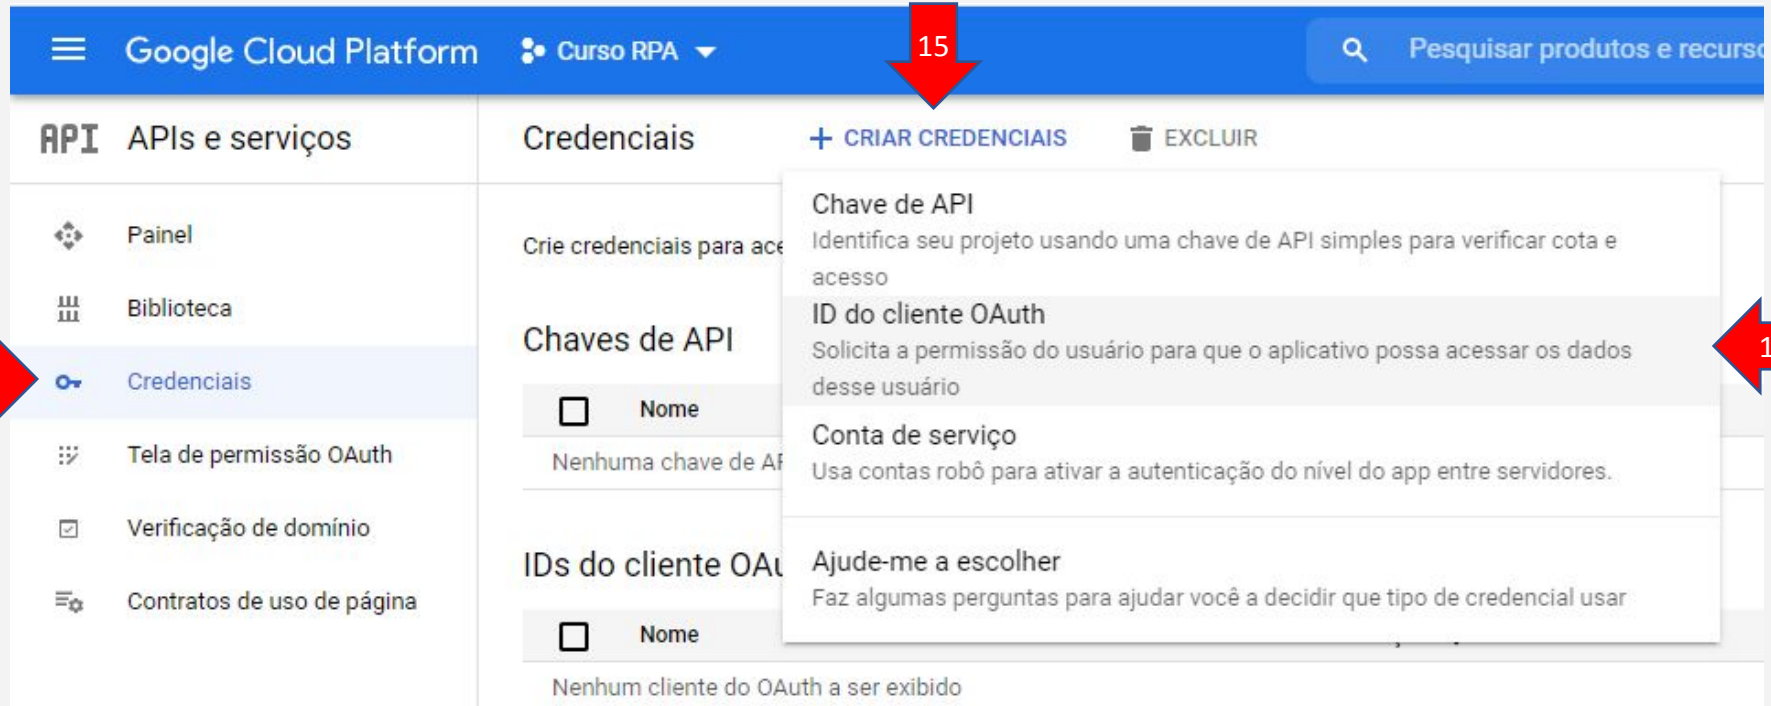 Google Cloud Platform
Curso RPA
15
Pesquisar produtos e recurso
API
APIs e serviços
Credenciais
CRIAR CREDENCIAIS
EXCLUIR
Painel
Biblioteca
Credenciais
Tela de permissão OAuth
Verificação de domínio
Contratos de uso de página
Crie credenciais para ace
Chaves de API
Nome
Nenhuma chave de AP
IDs do cliente OAu
Nome
Nenhum cliente do OAuth a ser exibido
Chave de API
Identifica seu projeto usando uma chave de API simples para verificar cota e
acesso
ID do cliente OAuth
Solicita a permissão do usuário para que o aplicativo possa acessar os dados
desse usuário
Conta de serviço
Usa contas robô para ativar a autenticação do nível do app entre servidores.
Ajude-me a escolher
Faz algumas perguntas para ajudar você a decidir que tipo de credencial usar
1